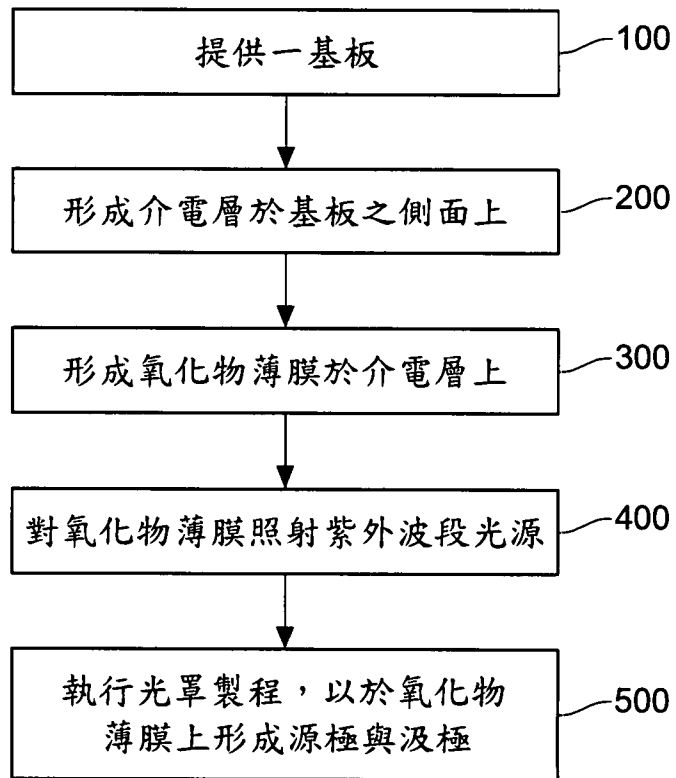 提供一基板
100
形成介電層於基板之側面上
200
形成氧化物薄膜於介電層上
300
對氧化物薄膜照射紫外波段光源
400
執行光罩製程，以於氧化物
薄膜上形成源極與汲極
500